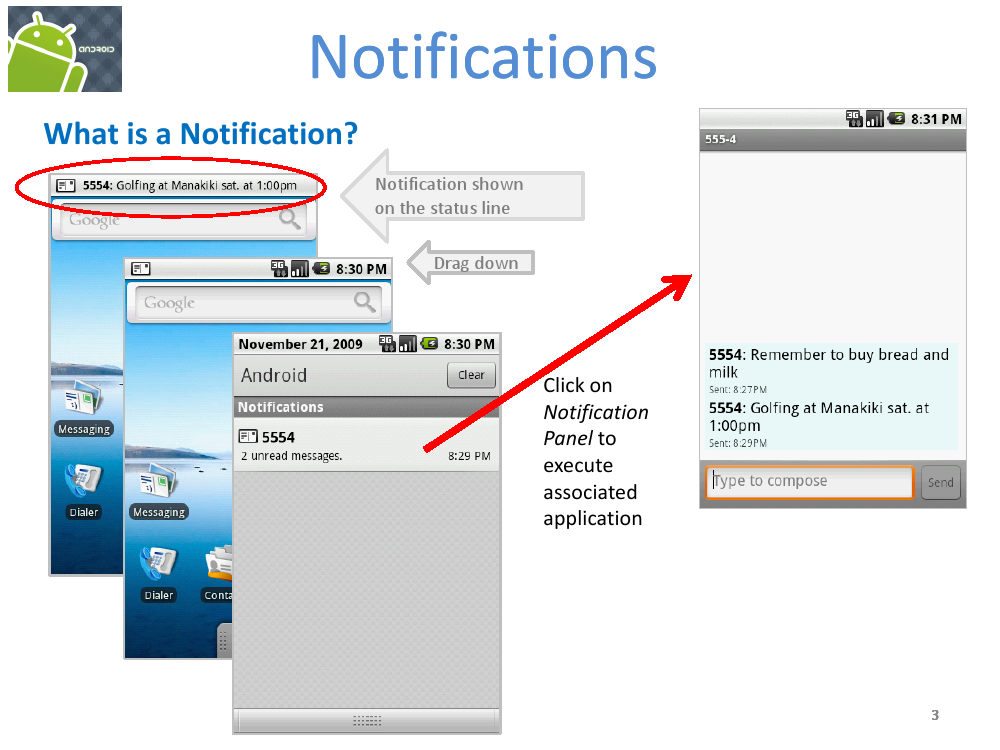 ANDROID
Notifications
What is a Notification?
5554: Golfing at Manakiki sat. at 1:00pm
Google
Messaging
Dialer
Notification shown
on the status line
Drag down
3G
8:30 PM
Google
Messaging
Dialer
Conta
November 21, 2009
3G
8:30 PM
Android
Clear
Notifications
5554
2 unread messages.
8:29 PM
Click on
Notification
Panel to
execute
associated
application
3G
8:31 PM
555-4
5554: Remember to buy bread and
milk
Sent: 8:27PM
5554: Golfing at Manakiki sat. at
1:00pm
Sent: 8:29PM
Type to compose
Send
3